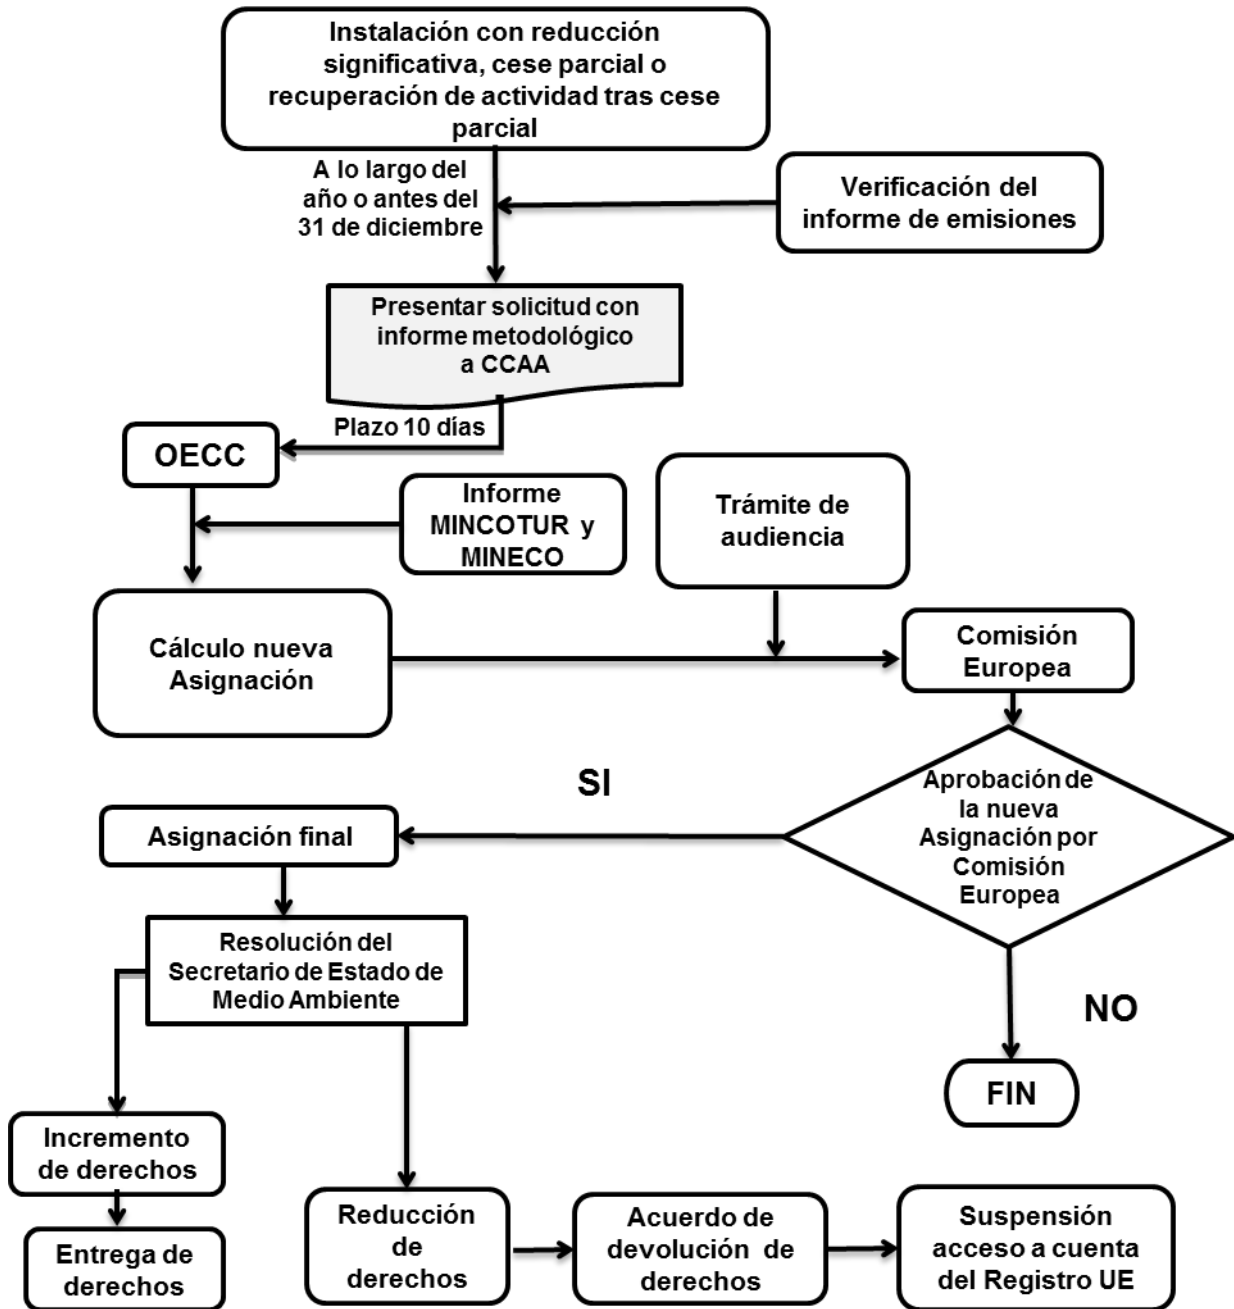 Instalación con reducción
significativa, cese parcial o
recuperación de actividad tras cese
parcial
A lo largo del
año o antes del
31 de diciembre
Verificación del
informe de emisiones
Presentar solicitud con
informe metodológico
a CCAA
Plazo 10 días
OECC
Informe
MINCOTUR y
MINECO
Trámite de
audiencia
Cálculo nueva
Asignación
Comisión
Europea
Aprobación de
la nueva
Asignación por
Comisión
Europea
SI
Asignación final
Resolución del
Secretario de Estado de
Medio Ambiente
NO
FIN
Incremento
de derechos
Entrega de
derechos
Reducción
de
derechos
Acuerdo de
devolución de
derechos
Suspensión
acceso a cuenta
del Registro UE